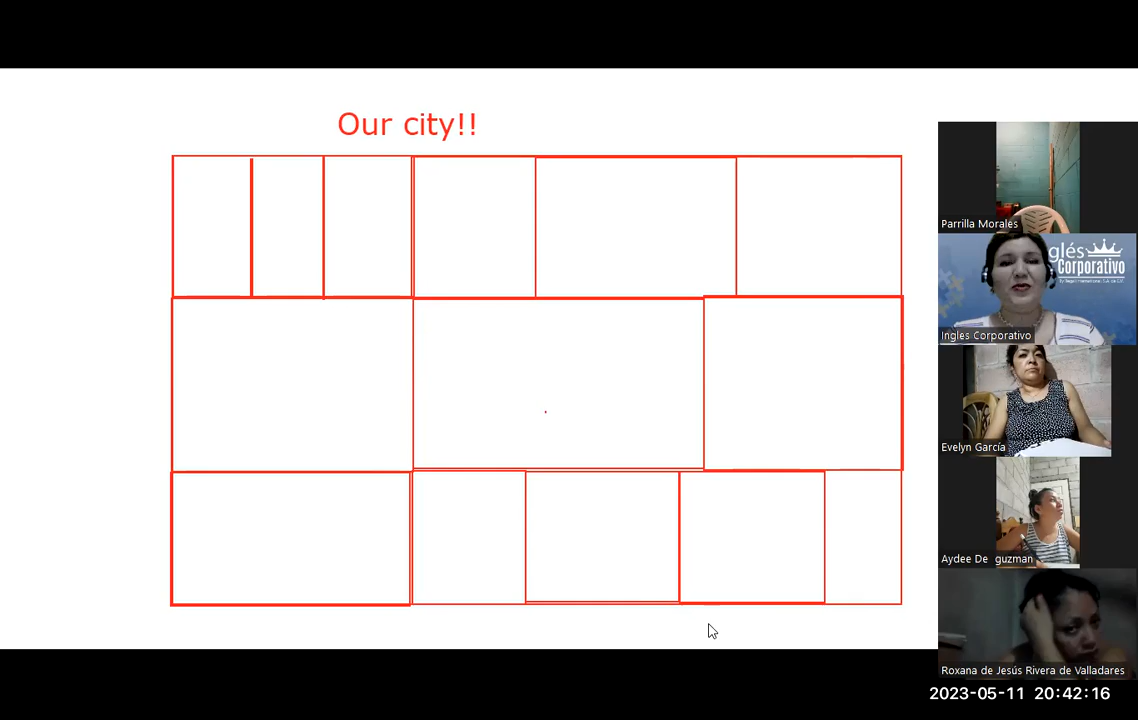 Our city!!
Parrilla Morales
glés
Corporativo
Ingles Corporativo
Evelyn García
Aydee De guzman
Roxana de Jesús Rivera de Valladares
2023-05-11 20:42:16